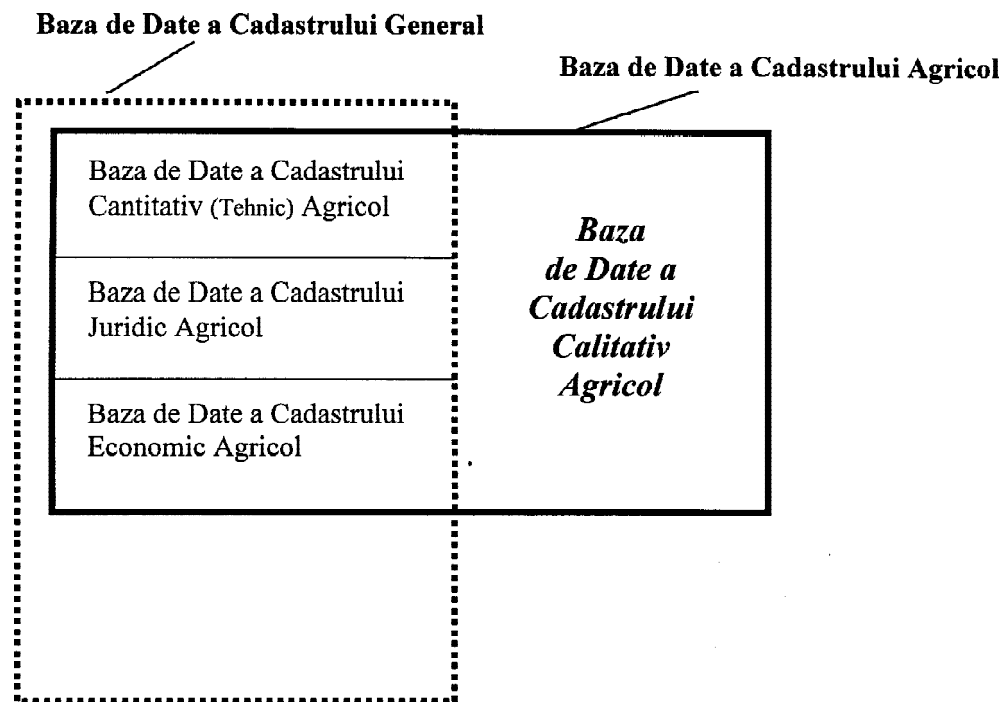 Baza de Date a Cadastrului General
Baza de Date a Cadastrului Agricol
Baza de Date a Cadastrului
Cantitativ (Tehnic) Agricol
Baza de Date a Cadastrului
Juridic Agricol
Baza de Date a Cadastrului
Economic Agricol
Baza
de Date a
Cadastrului
Calitativ
Agricol